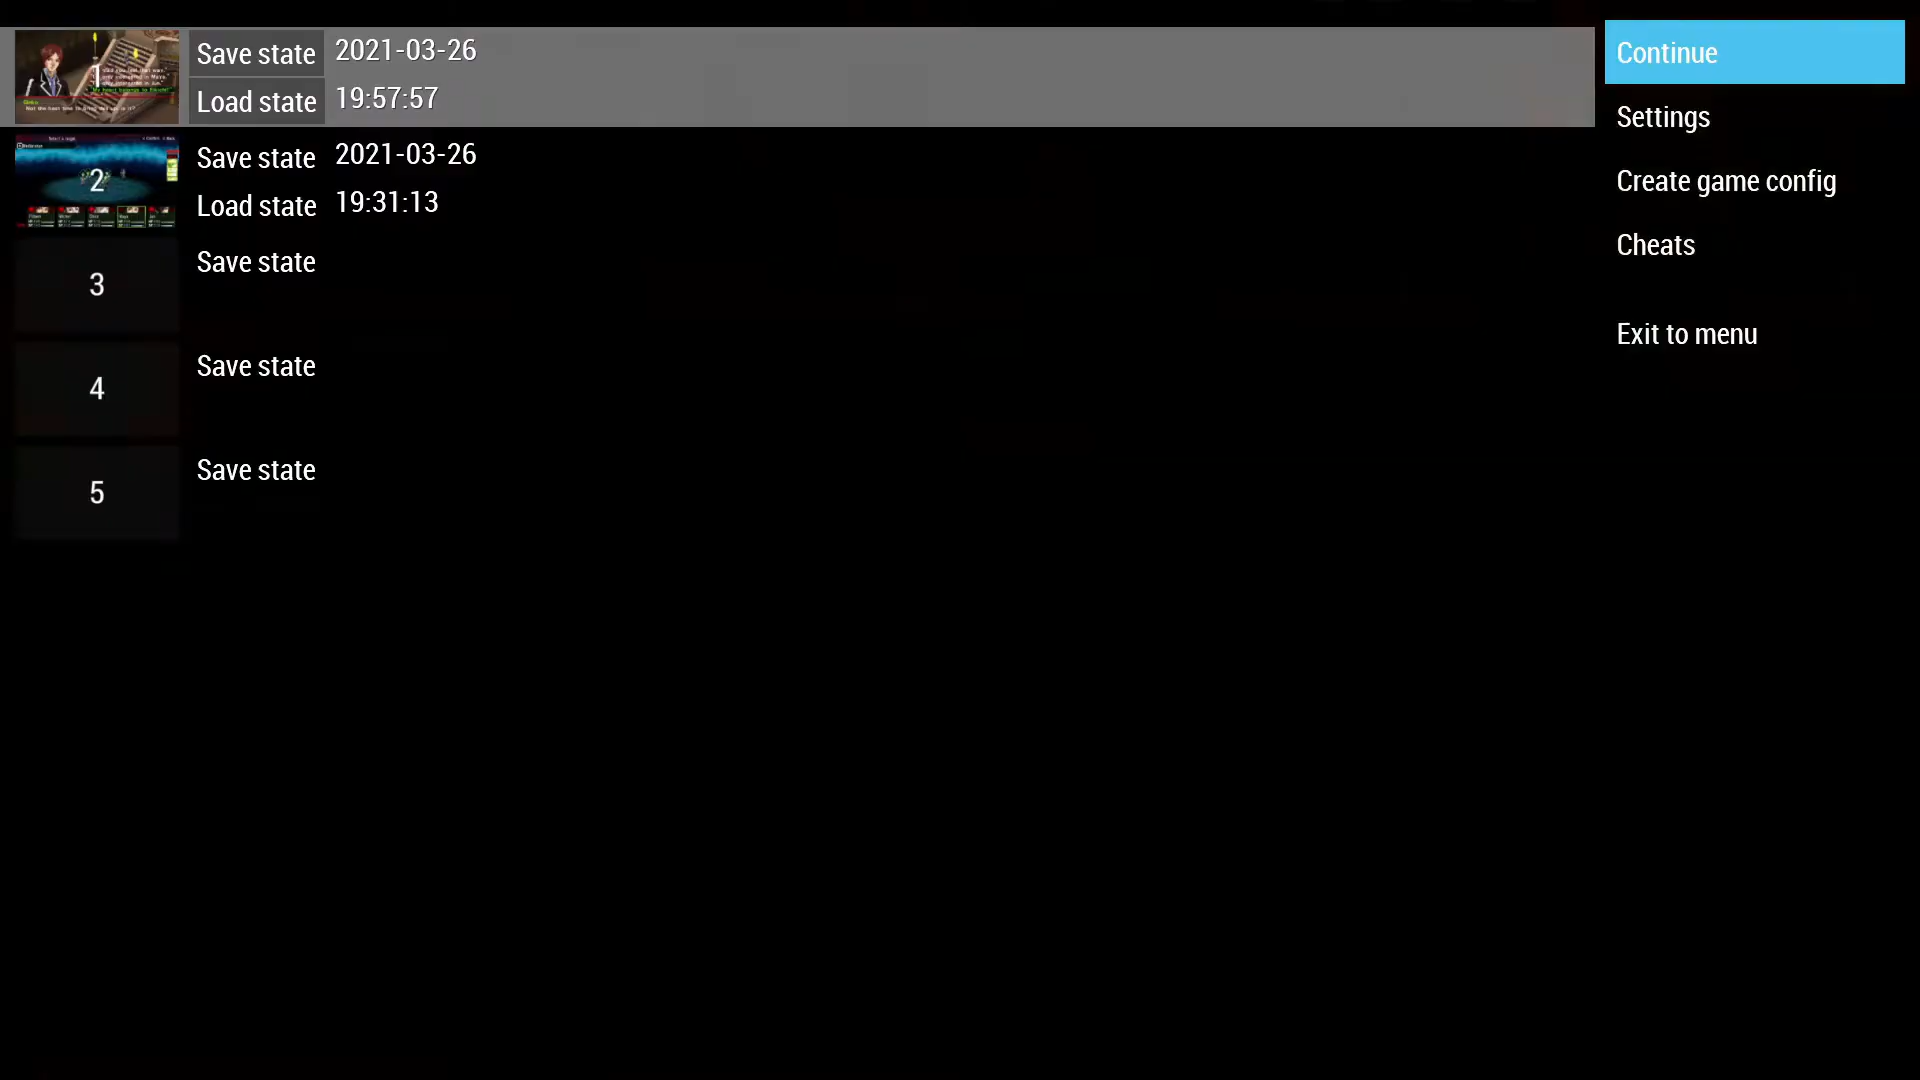 1
Save state
2021-03-26
Load state
19:57:57
2
Save state
2021-03-26
Load state
19:31:13
3
Save state
4
Save state
5
Save state
Continue
Settings
Create game config
Cheats
Exit to menu